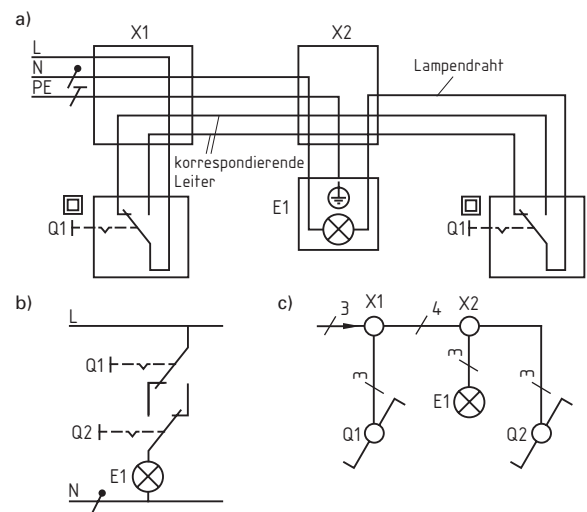 a)
X1
X2
L
N
PE
Lampendraht
korrespondierende
Leiter
E1
Q1
Q1
b)
L
Q1
Q2
E1
N
c)
3
X1
4
X2
3
3
E1
3
Q1
Q2